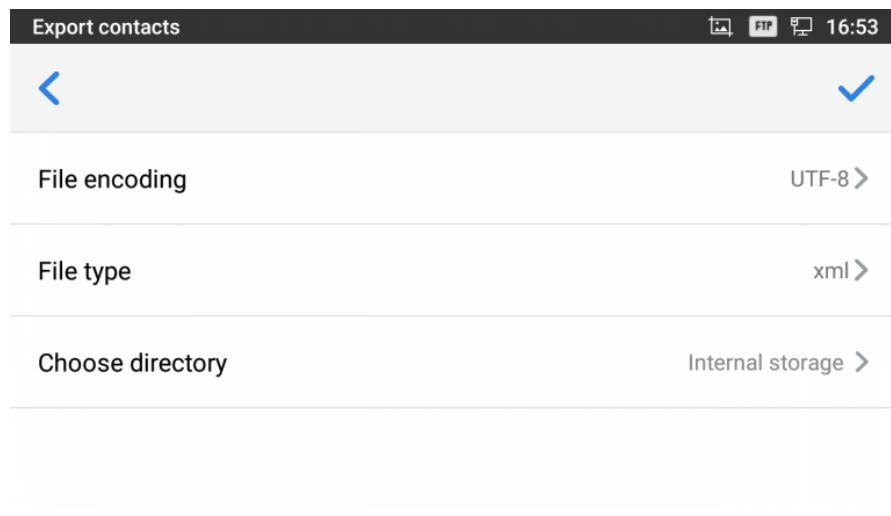 Export contacts FTP 16:53
File encoding UTF-8
File type xml
Choose directory Internal storage